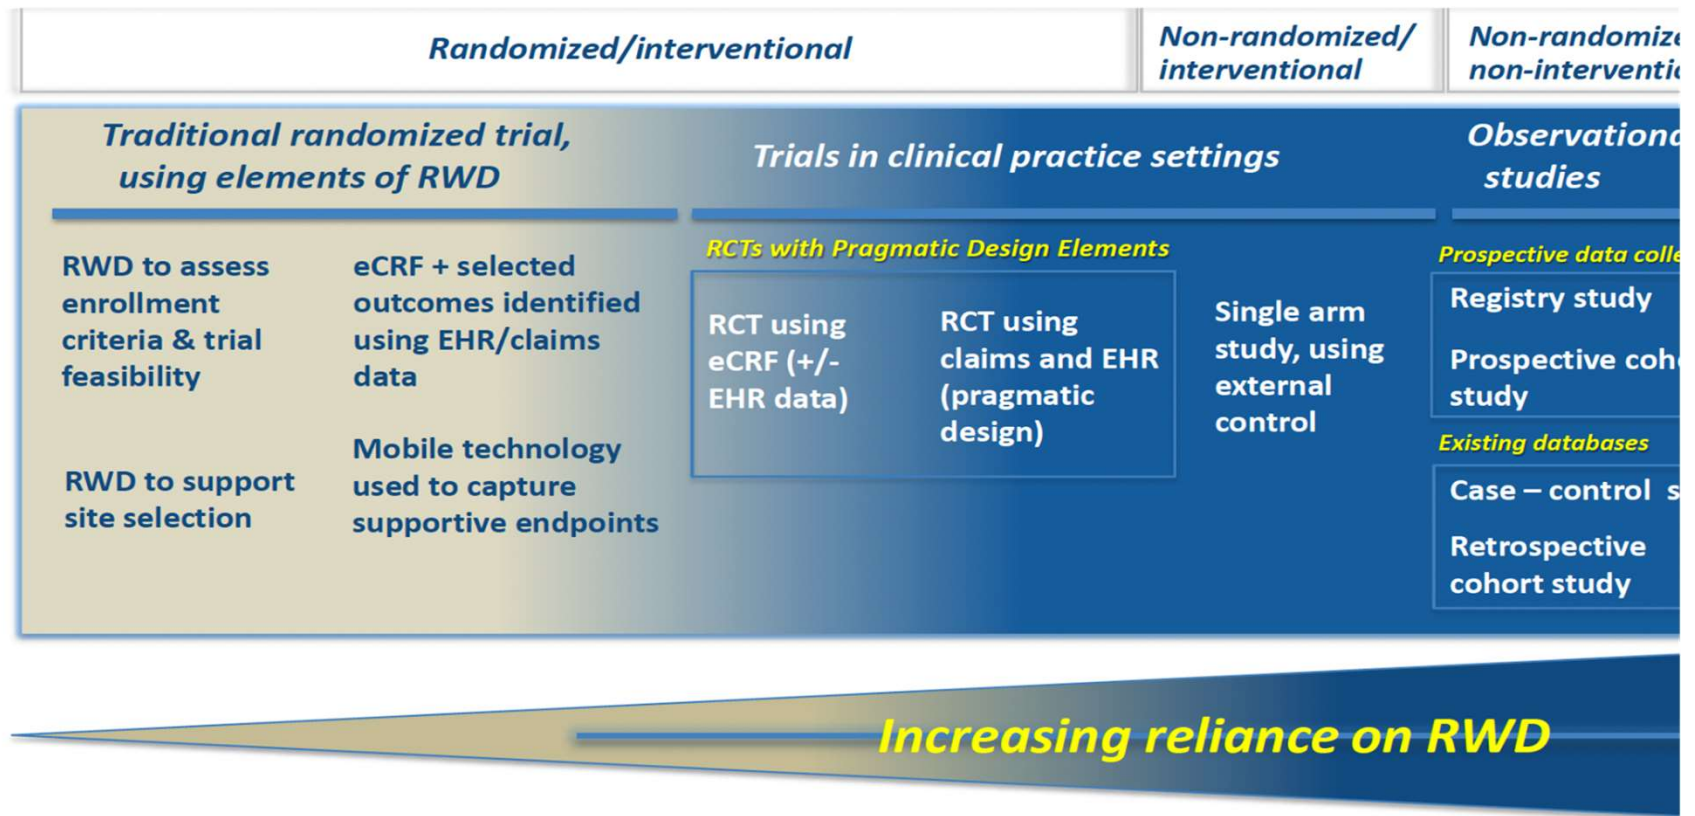 Randomized/interventional
Non-randomized/
interventional
Non-randomize
non-interventi
Traditional randomized trial,
using elements of RWD
RWD to assess
enrollment
criteria & trial
feasibility
RWD to support
site selection
eCRF + selected
outcomes identified
using EHR/claims
data
Mobile technology
used to capture
supportive endpoints
Trials in clinical practice settings
RCTs with Pragmatic Design Elements
RCT using
eCRF (+/-
EHR data)
RCT using
claims and EHR
(pragmatic
design)
Single arm
study, using
external
control
Observationa
studies
Prospective data colle
Registry study
Prospective coh
study
Existing databases
Case – control s
Retrospective
cohort study
Increasing reliance on RWD